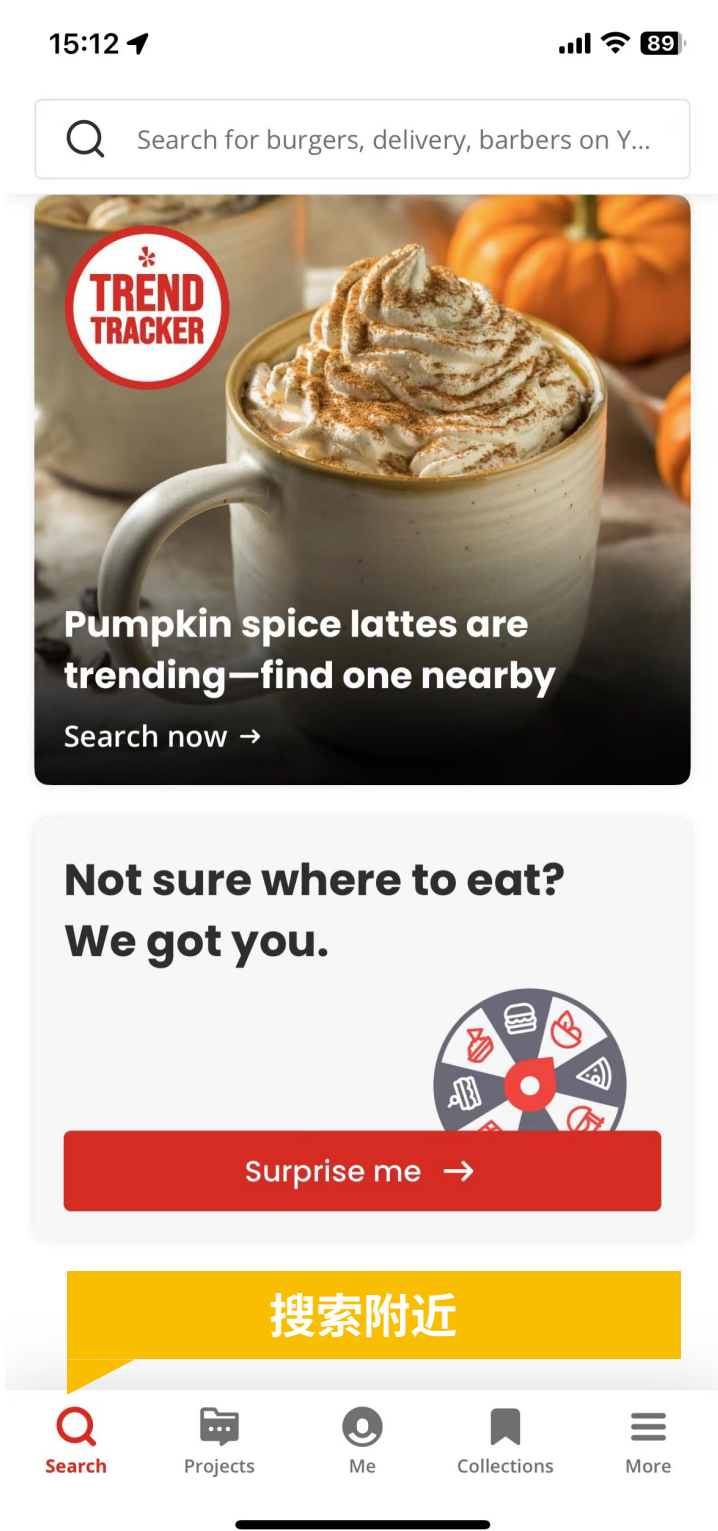 15:12
89
Search for burgers, delivery, barbers on Y...
TREND
TRACKER
Pumpkin spice lattes are
trending—find one nearby
Search now →
Not sure where to eat?
We got you.
Surprise me →
搜索附近
Search
Projects
Me
Collections
More